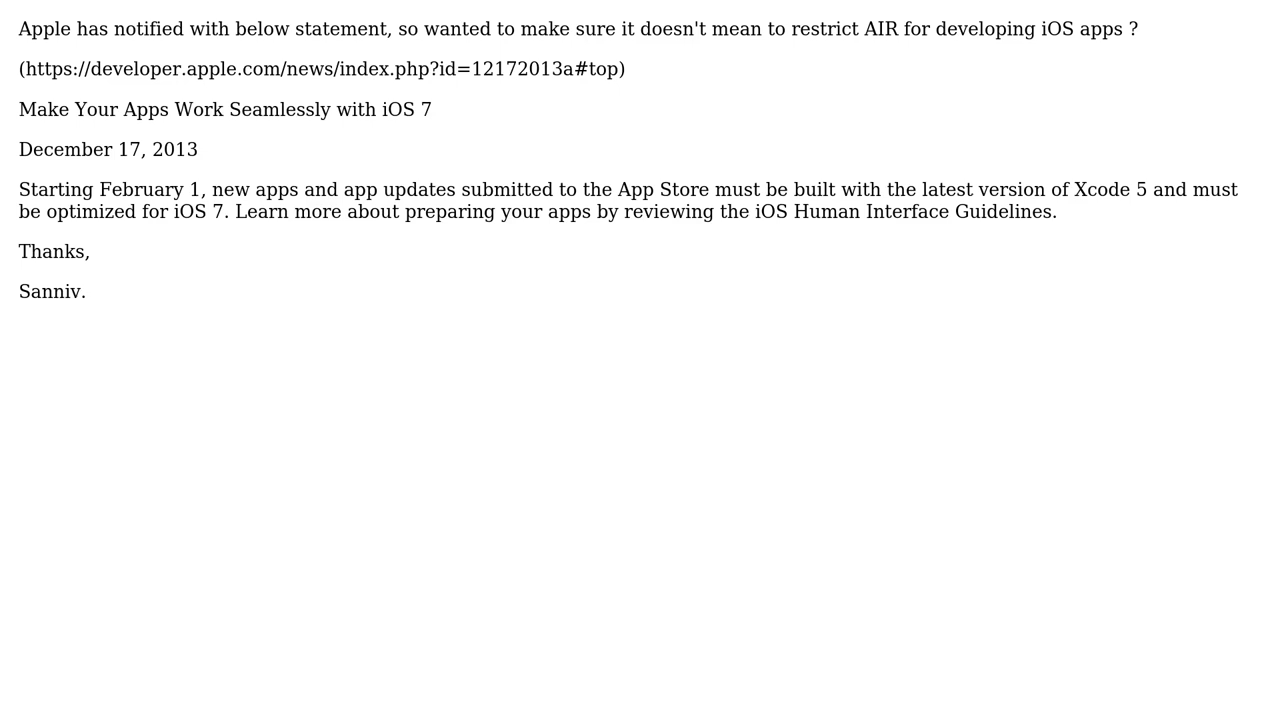 Apple has notified with below statement, so wanted to make sure it doesn't mean to restrict AIR for developing iOS apps ?
(https://developer.apple.com/news/index.php?id=12172013a#top)
Make Your Apps Work Seamlessly with iOS 7
December 17, 2013
Starting February 1, new apps and app updates submitted to the App Store must be built with the latest version of Xcode 5 and must
be optimized for iOS 7. Learn more about preparing your apps by reviewing the iOS Human Interface Guidelines.
Thanks,
Sanniv.